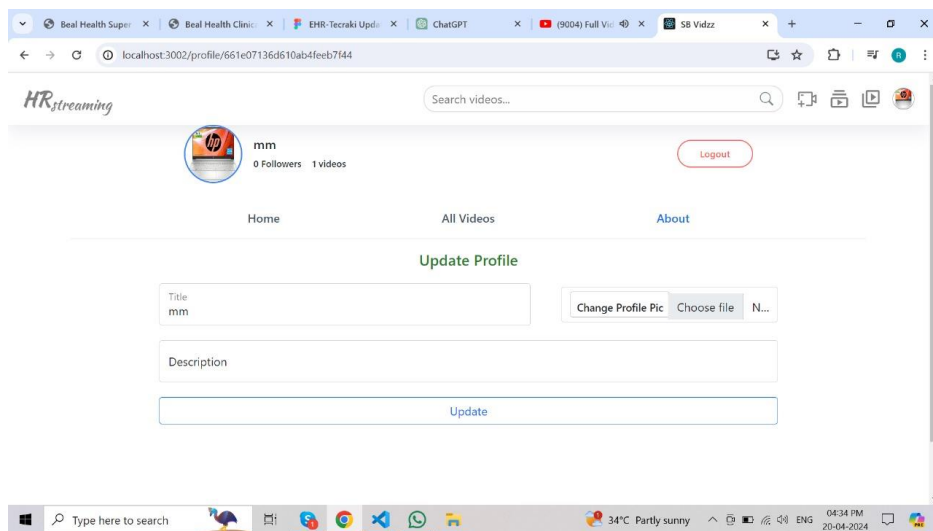 Beal Health Super
Beal Health Clinic
EHR-Tecraki Upda
ChatGPT
(9004) Full Vid
SB Vidzz
localhost:3002/profile/661e07136d610ab4feeb7f44
R
HRstreaming
Search videos...
hp
mm
0 Followers 1 videos
Logout
Home All Videos About
Update Profile
Title
mm
Change Profile Pic Choose file N...
Description
Update
Type here to search
34°C Partly sunny
ENG
04:34 PM
20-04-2024